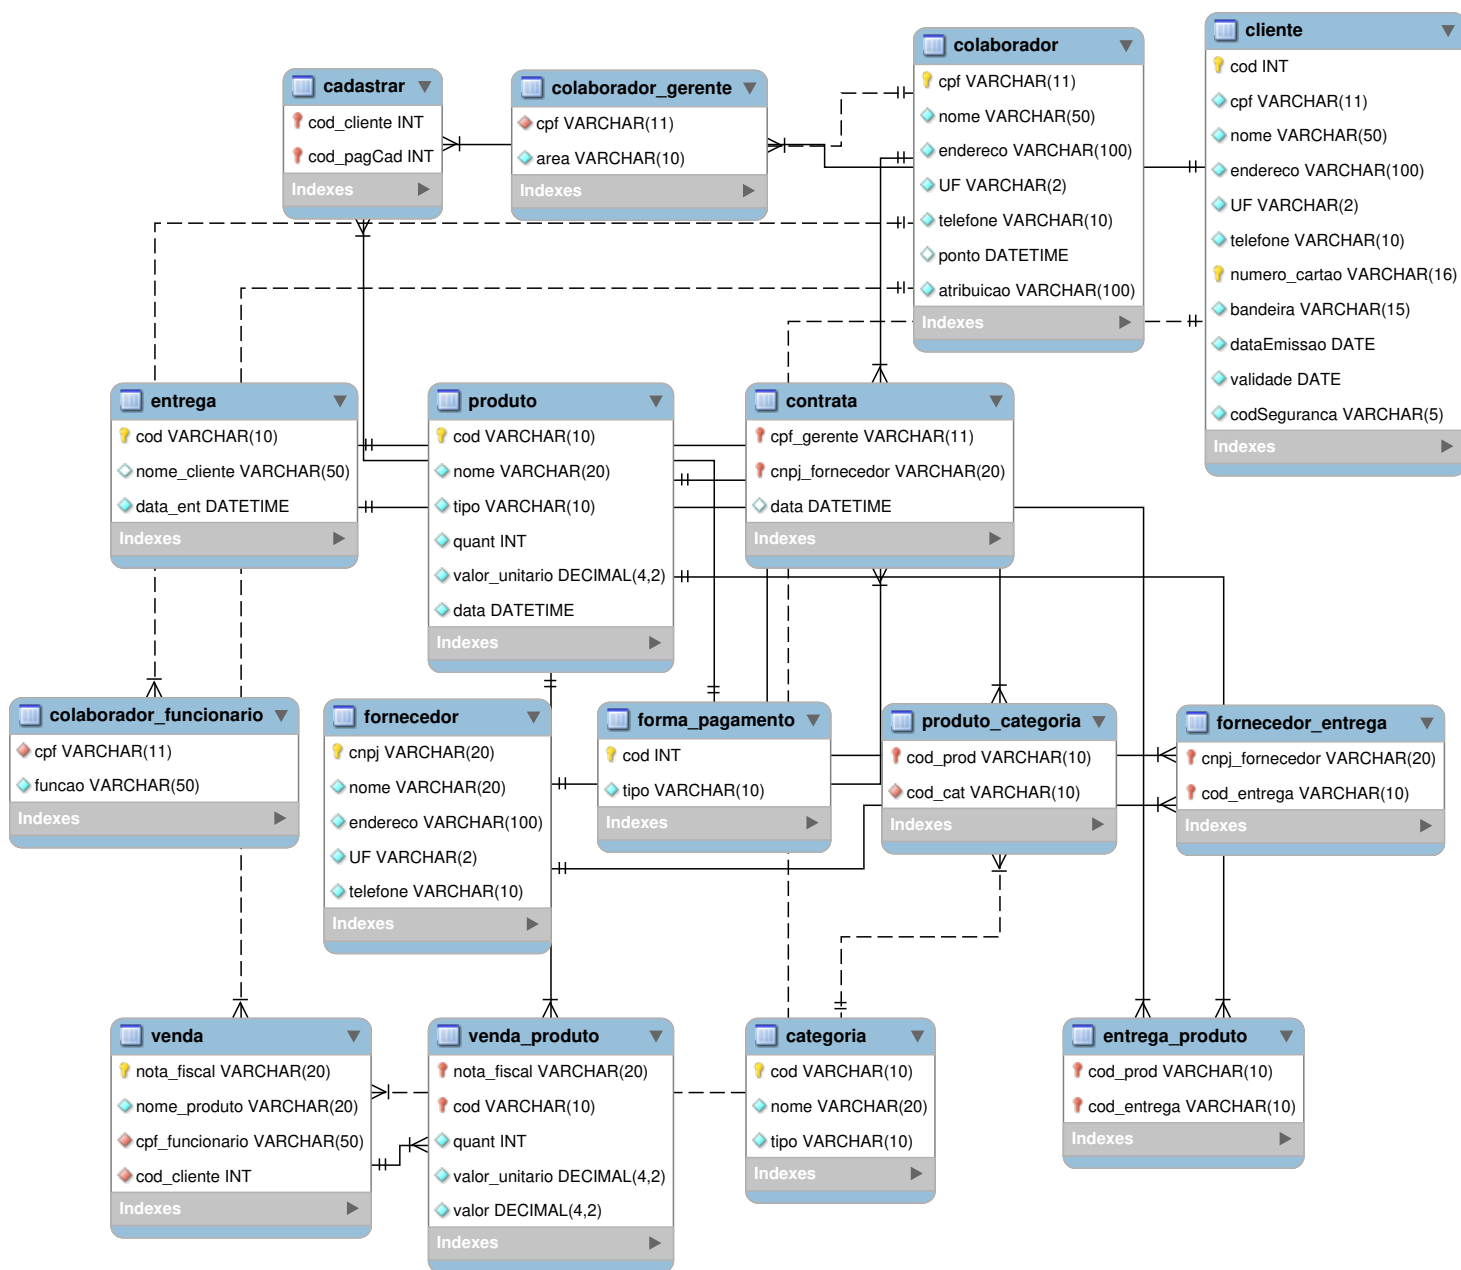 cadastrar
cod_cliente INT
cod_pagCad INT
Indexes
colaborador_gerente
cpf VARCHAR(11)
area VARCHAR(10)
Indexes
colaborador
cpf VARCHAR(11)
nome VARCHAR(50)
endereco VARCHAR(100)
UF VARCHAR(2)
telefone VARCHAR(10)
ponto DATETIME
atribuicao VARCHAR(100)
Indexes
cliente
cod INT
cpf VARCHAR(11)
nome VARCHAR(50)
endereco VARCHAR(100)
UF VARCHAR(2)
telefone VARCHAR(10)
numero_cartao VARCHAR(16)
bandeira VARCHAR(15)
dataEmissao DATE
validade DATE
codSeguranca VARCHAR(5)
Indexes
entrega
cod VARCHAR(10)
nome_cliente VARCHAR(50)
data_ent DATETIME
Indexes
produto
cod VARCHAR(10)
nome VARCHAR(20)
tipo VARCHAR(10)
quant INT
valor_unitario DECIMAL(4,2)
data DATETIME
Indexes
contrata
cpf_gerente VARCHAR(11)
cnpj_fornecedor VARCHAR(20)
data DATETIME
Indexes
colaborador_funcionario
cpf VARCHAR(11)
funcao VARCHAR(50)
Indexes
fornecedor
cnpj VARCHAR(20)
nome VARCHAR(20)
endereco VARCHAR(100)
UF VARCHAR(2)
telefone VARCHAR(10)
Indexes
forma_pagamento
cod INT
tipo VARCHAR(10)
Indexes
produto_categoria
cod_prod VARCHAR(10)
cod_cat VARCHAR(10)
Indexes
fornecedor_entrega
cnpj_fornecedor VARCHAR(20)
cod_entrega VARCHAR(10)
Indexes
venda
nota_fiscal VARCHAR(20)
nome_produto VARCHAR(20)
cpf_funcionario VARCHAR(50)
cod_cliente INT
Indexes
venda_produto
nota_fiscal VARCHAR(20)
cod VARCHAR(10)
quant INT
valor_unitario DECIMAL(4,2)
valor DECIMAL(4,2)
Indexes
categoria
cod VARCHAR(10)
nome VARCHAR(20)
tipo VARCHAR(10)
Indexes
entrega_produto
cod_prod VARCHAR(10)
cod_entrega VARCHAR(10)
Indexes